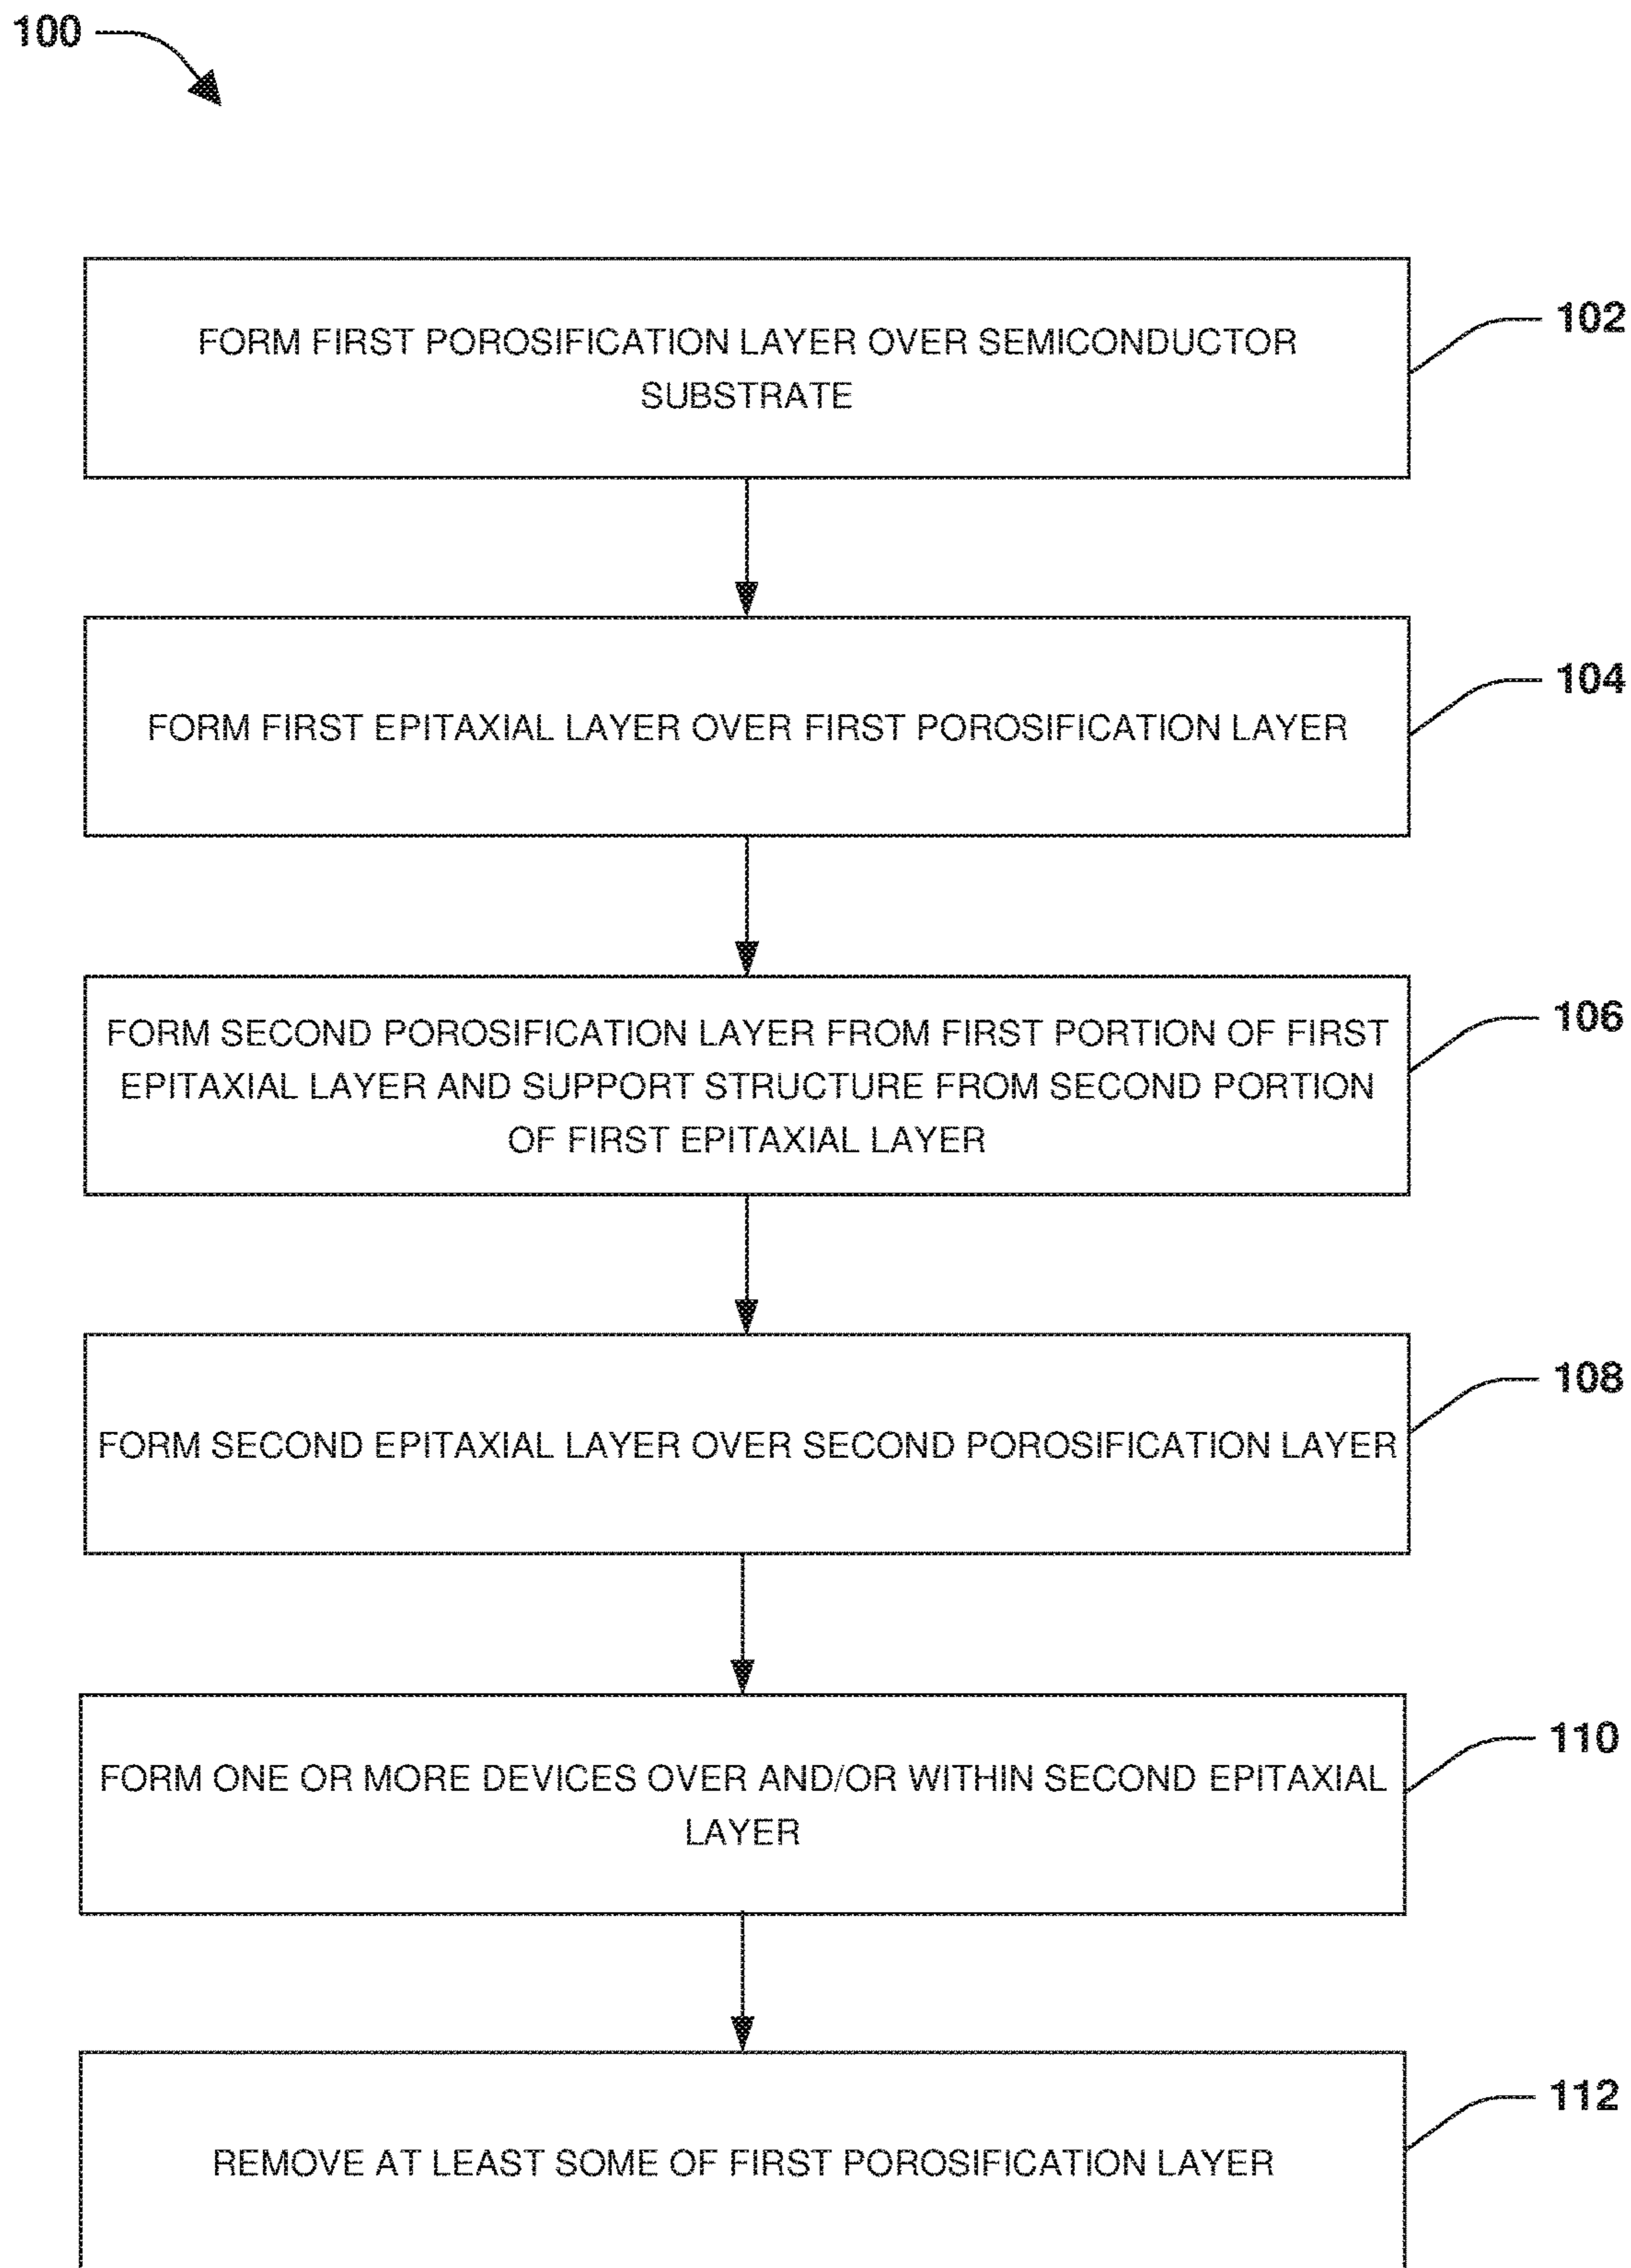 100
FORM FIRST POROSIFICATION LAYER OVER SEMICONDUCTOR
SUBSTRATE
102
FORM FIRST EPITAXIAL LAYER OVER FIRST POROSIFICATION LAYER
104
FORM SECOND POROSIFICATION LAYER FROM FIRST PORTION OF FIRST
EPITAXIAL LAYER AND SUPPORT STRUCTURE FROM SECOND PORTION
OF FIRST EPITAXIAL LAYER
106
FORM SECOND EPITAXIAL LAYER OVER SECOND POROSIFICATION LAYER
108
FORM ONE OR MORE DEVICES OVER AND/OR WITHIN SECOND EPITAXIAL
LAYER
110
REMOVE AT LEAST SOME OF FIRST POROSIFICATION LAYER
112